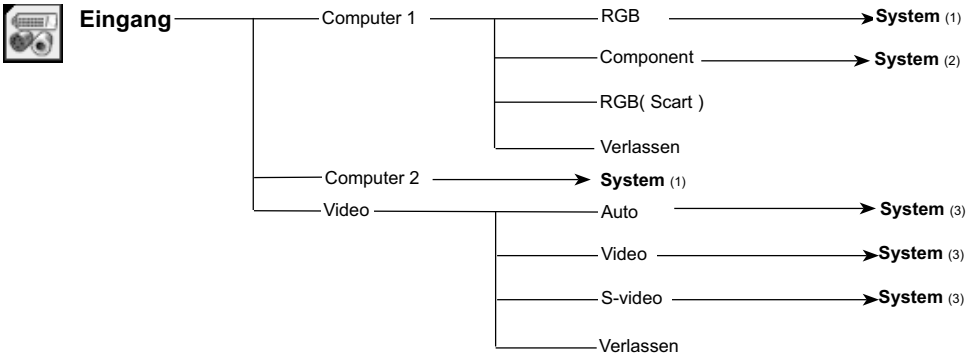 Eingang Computer 1 RGB System (1)
Component System (2)
RGB( Scart )
Verlassen
Computer 2 System (1)
Video Auto System (3)
Video System (3)
S-video System (3)
Verlassen